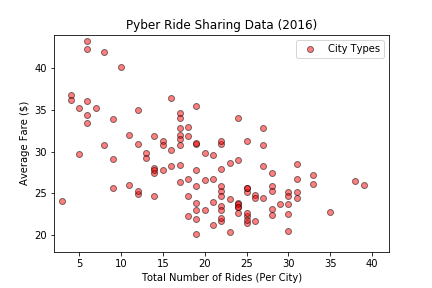 Pyber Ride Sharing Data (2016)
City Types
40
35
30
25
20
Average Fare ($)
5 10 15 20 25 30 35 40
Total Number of Rides (Per City)